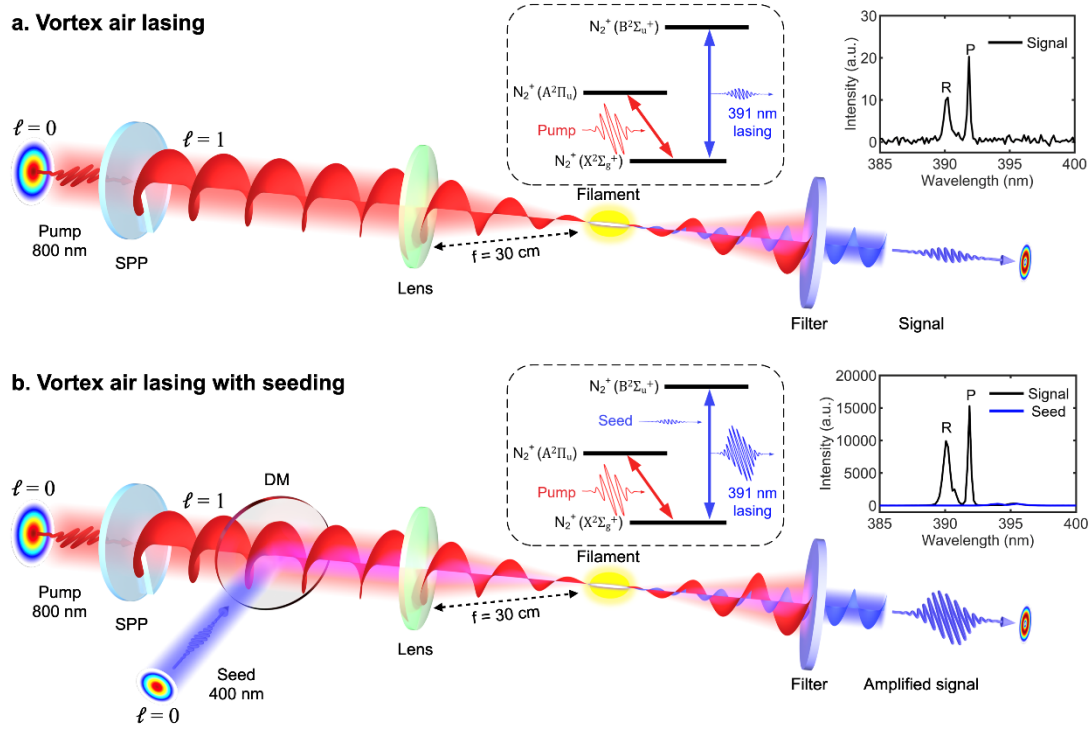 a. Vortex air lasing
ℓ = 0
Pump
800 nm
SPP
ℓ = 1
Lens
f = 30 cm
N₂⁺ (B²Σᵤ⁺)
N₂⁺ (A²Πᵤ)
Pump
391 nm
lasing
N₂⁺ (X²Σg⁺)
Filament
Filter
Signal
Intensity (a.u.)
30
20
10
0
R
P
Signal
385
390
395
400
Wavelength (nm)
b. Vortex air lasing with seeding
ℓ = 0
Pump
800 nm
SPP
ℓ = 1
DM
Seed
400 nm
ℓ = 0
Lens
f = 30 cm
N₂⁺ (B²Σᵤ⁺)
Seed
N₂⁺ (A²Πᵤ)
Pump
391 nm
lasing
N₂⁺ (X²Σg⁺)
Filament
Filter
Amplified signal
Intensity (a.u.)
20000
15000
10000
5000
0
R
P
Signal
Seed
385
390
395
400
Wavelength (nm)